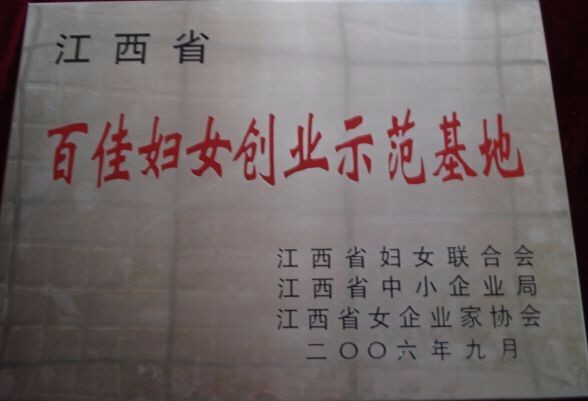 江西省
百佳妇女创业示范基地
江西省妇女联合会
江西省中小企业局
江西省女企业家协会
二〇〇六年九月